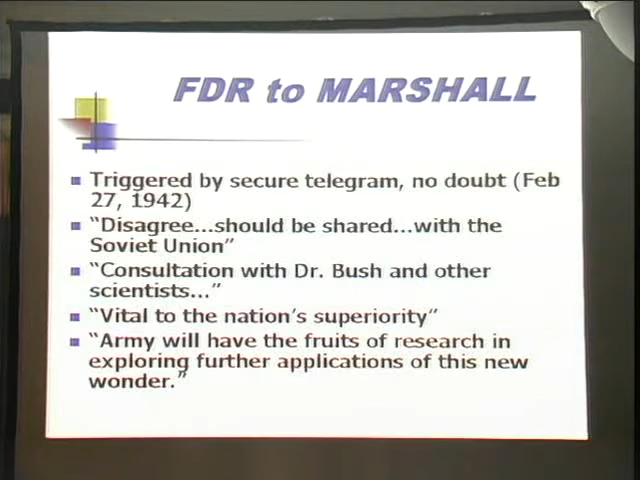 FDR to MARSHALL
Triggered by secure telegram, no doubt (Feb
27, 1942)
“Disagree...should be shared...with the
Soviet Union”
“Consultation with Dr. Bush and other
scientists...”
“Vital to the nation’s superiority”
“Army will have the fruits of research in
exploring further applications of this new
wonder.”